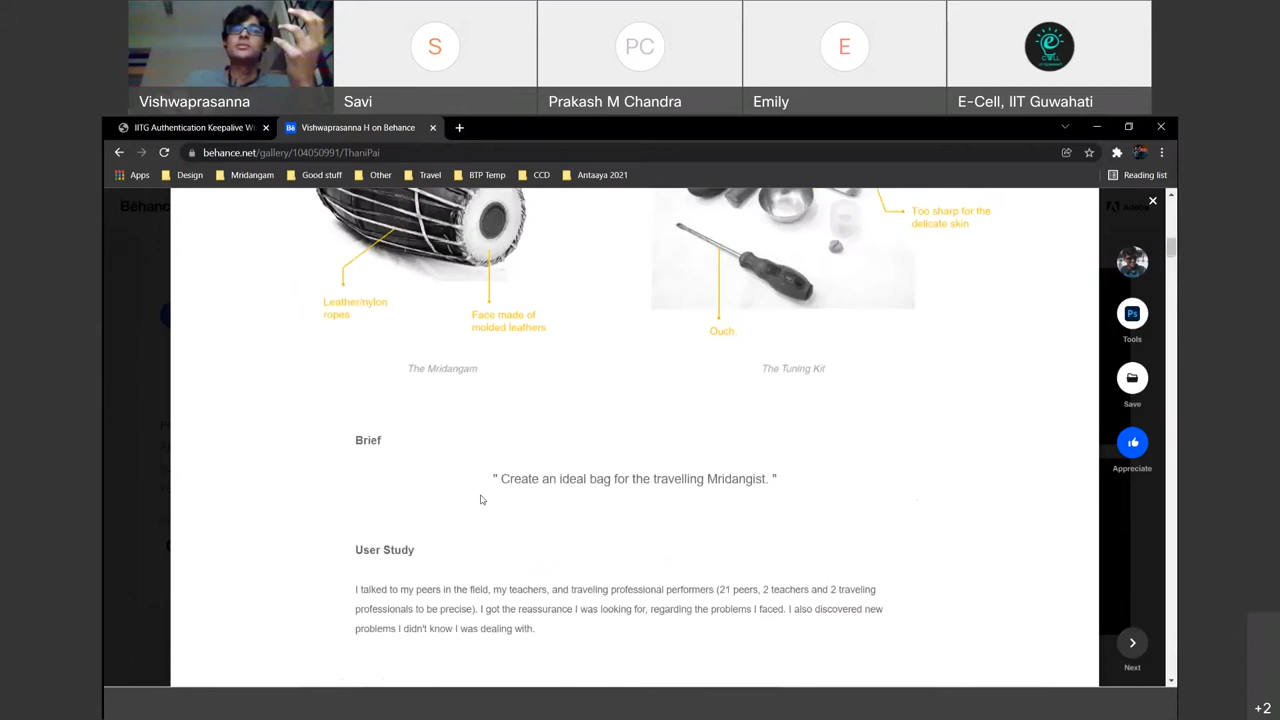 S
PC
E
e
CELL
Vishwaprasanna
Savi
Prakash M Chandra
Emily
E-Cell, IIT Guwahati
IITG Authentication Keepalive Wi
Vishwaprasanna H on Behance
behance.net/gallery/104050991/ThaniPai
Apps
Design
Mridangam
Good stuff
Other
Travel
BTP Temp
CCD
Antaaya 2021
Reading list
Behanc
Adobe
Too sharp for the
delicate skin
Leather/nylon
ropes
Face made of
molded leathers
Ouch.
The Mridangam
The Tuning Kit
Brief
" Create an ideal bag for the travelling Mridangist. "
User Study
I talked to my peers in the field, my teachers, and traveling professional performers (21 peers, 2 teachers and 2 traveling
professionals to be precise). I got the reassurance I was looking for, regarding the problems I faced. I also discovered new
problems I didn't know I was dealing with.
Ps
Tools
Save
Appreciate
Next
+2